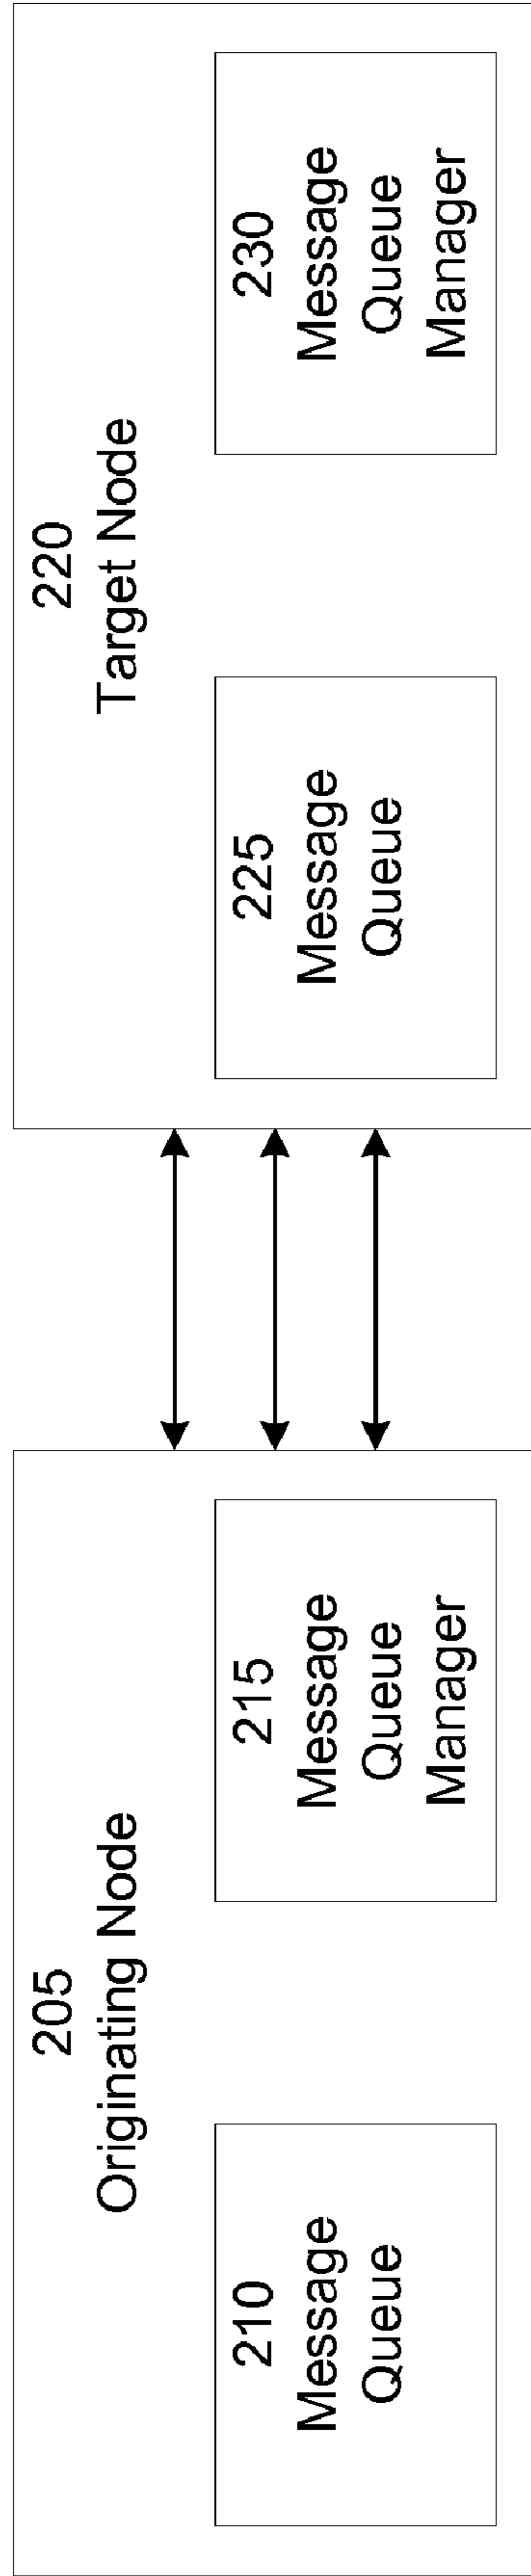 205
Originating Node
210
Message
Queue
215
Message
Queue
Manager
220
Target Node
225
Message
Queue
230
Message
Queue
Manager